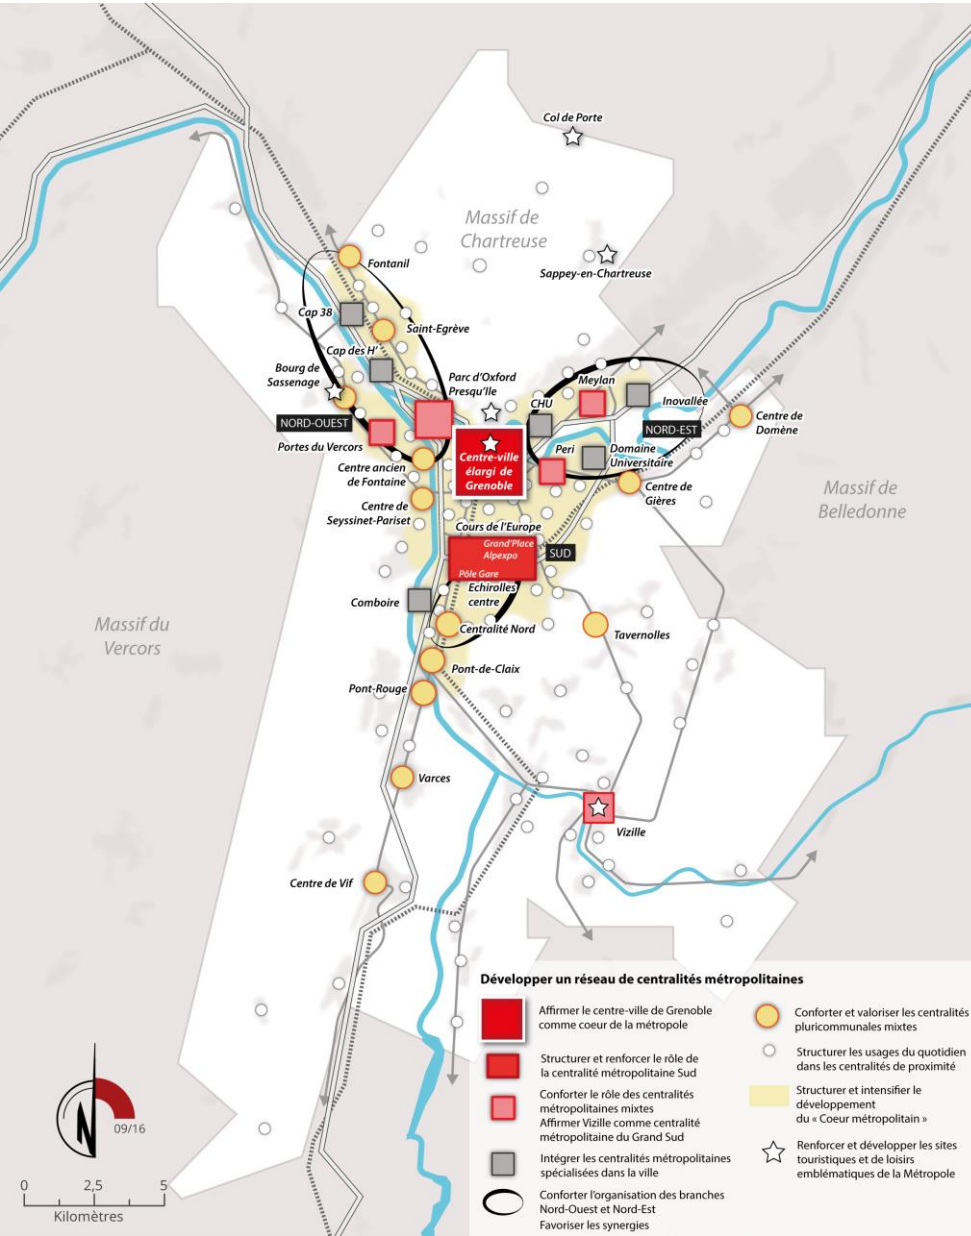 Col de Porte
Massif de
Chartreuse
Sappey-en-Chartreuse
Fontanil
Cap 38
Saint-Egrève
Cap des H'
Bourg de
Sassenage
Parc d'Oxford
Presqu'Ile
NORD-OUEST
Portes du Vercors
Meylan
CHU
Inovallée
NORD-EST
Centre de
Domène
Centre-ville
élargi de
Grenoble
Peri
Domaine
Universitaire
Centre ancien
de Fontaine
Centre de
Gières
Centre de
Seyssinet-Pariset
Massif de
Belledonne
Cours de l'Europe
Grand'Place
Alpexpo
SUD
Pôle Gare
Echirolles
centre
Comboire
Centralité Nord
Tavernolles
Massif du
Vercors
Pont-de-Claix
Pont-Rouge
Varces
Vizille
Centre de Vif
Développer un réseau de centralités métropolitaines
Affirmer le centre-ville de Grenoble
comme coeur de la métropole
Structurer et renforcer le rôle de
la centralité métropolitaine Sud
Conforter le rôle des centralités
métropolitaines mixtes
Affirmer Vizille comme centralité
métropolitaine du Grand Sud
Intégrer les centralités métropolitaines
spécialisées dans la ville
Conforter l'organisation des branches
Nord-Ouest et Nord-Est
Favoriser les synergies
Conforter et valoriser les centralités
pluricommunales mixtes
Structurer les usages du quotidien
dans les centralités de proximité
Structurer et intensifier le
développement
du « Coeur métropolitain »
Renforcer et développer les sites
touristiques et de loisirs
emblématiques de la Métropole
N
09/16
0 2,5 5
Kilomètres